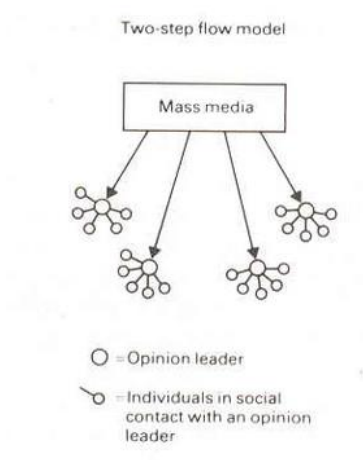 Two-step flow model
Mass media
= Opinion leader
= Individuals in social
contact with an opinion
leader